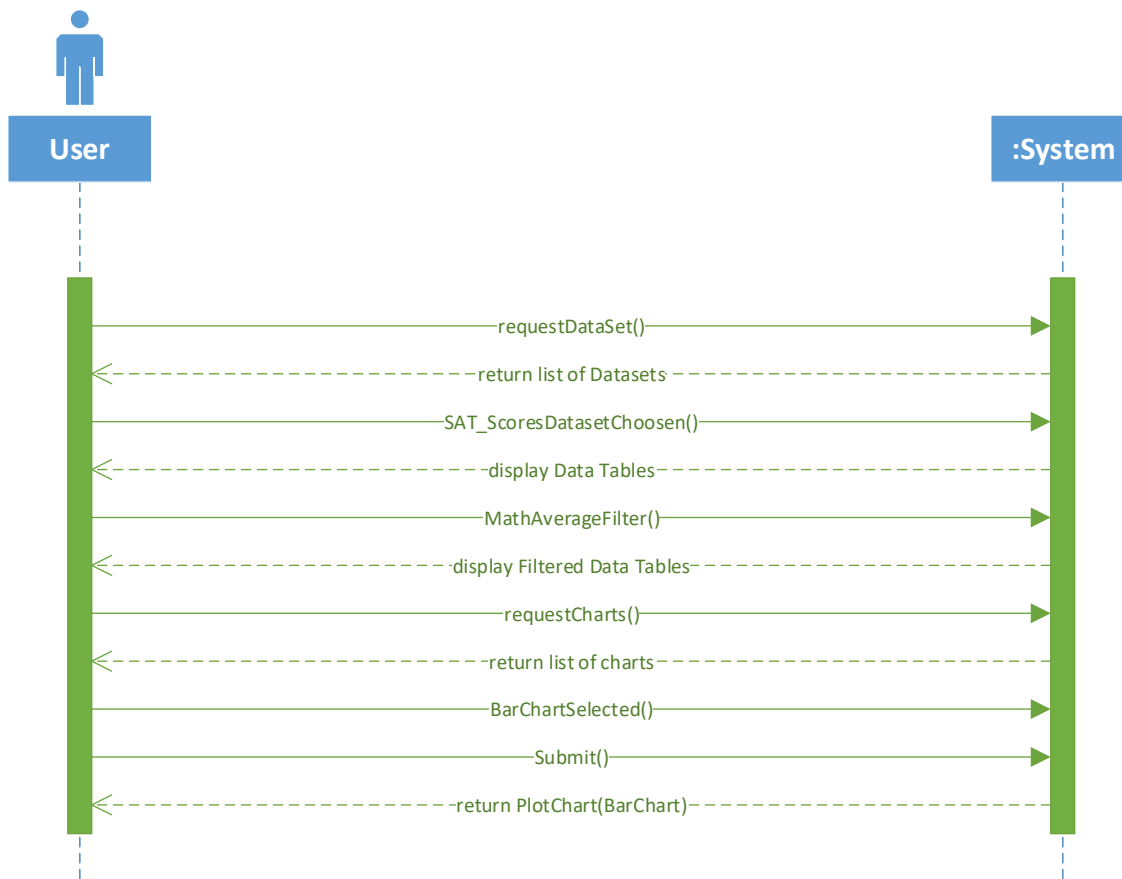 User
:System
requestDataSet()
return list of Datasets
SAT_ScoresDatasetChoosen()
display Data Tables
MathAverageFilter()
display Filtered Data Tables
requestCharts()
return list of charts
BarChartSelected()
Submit()
return PlotChart(BarChart)